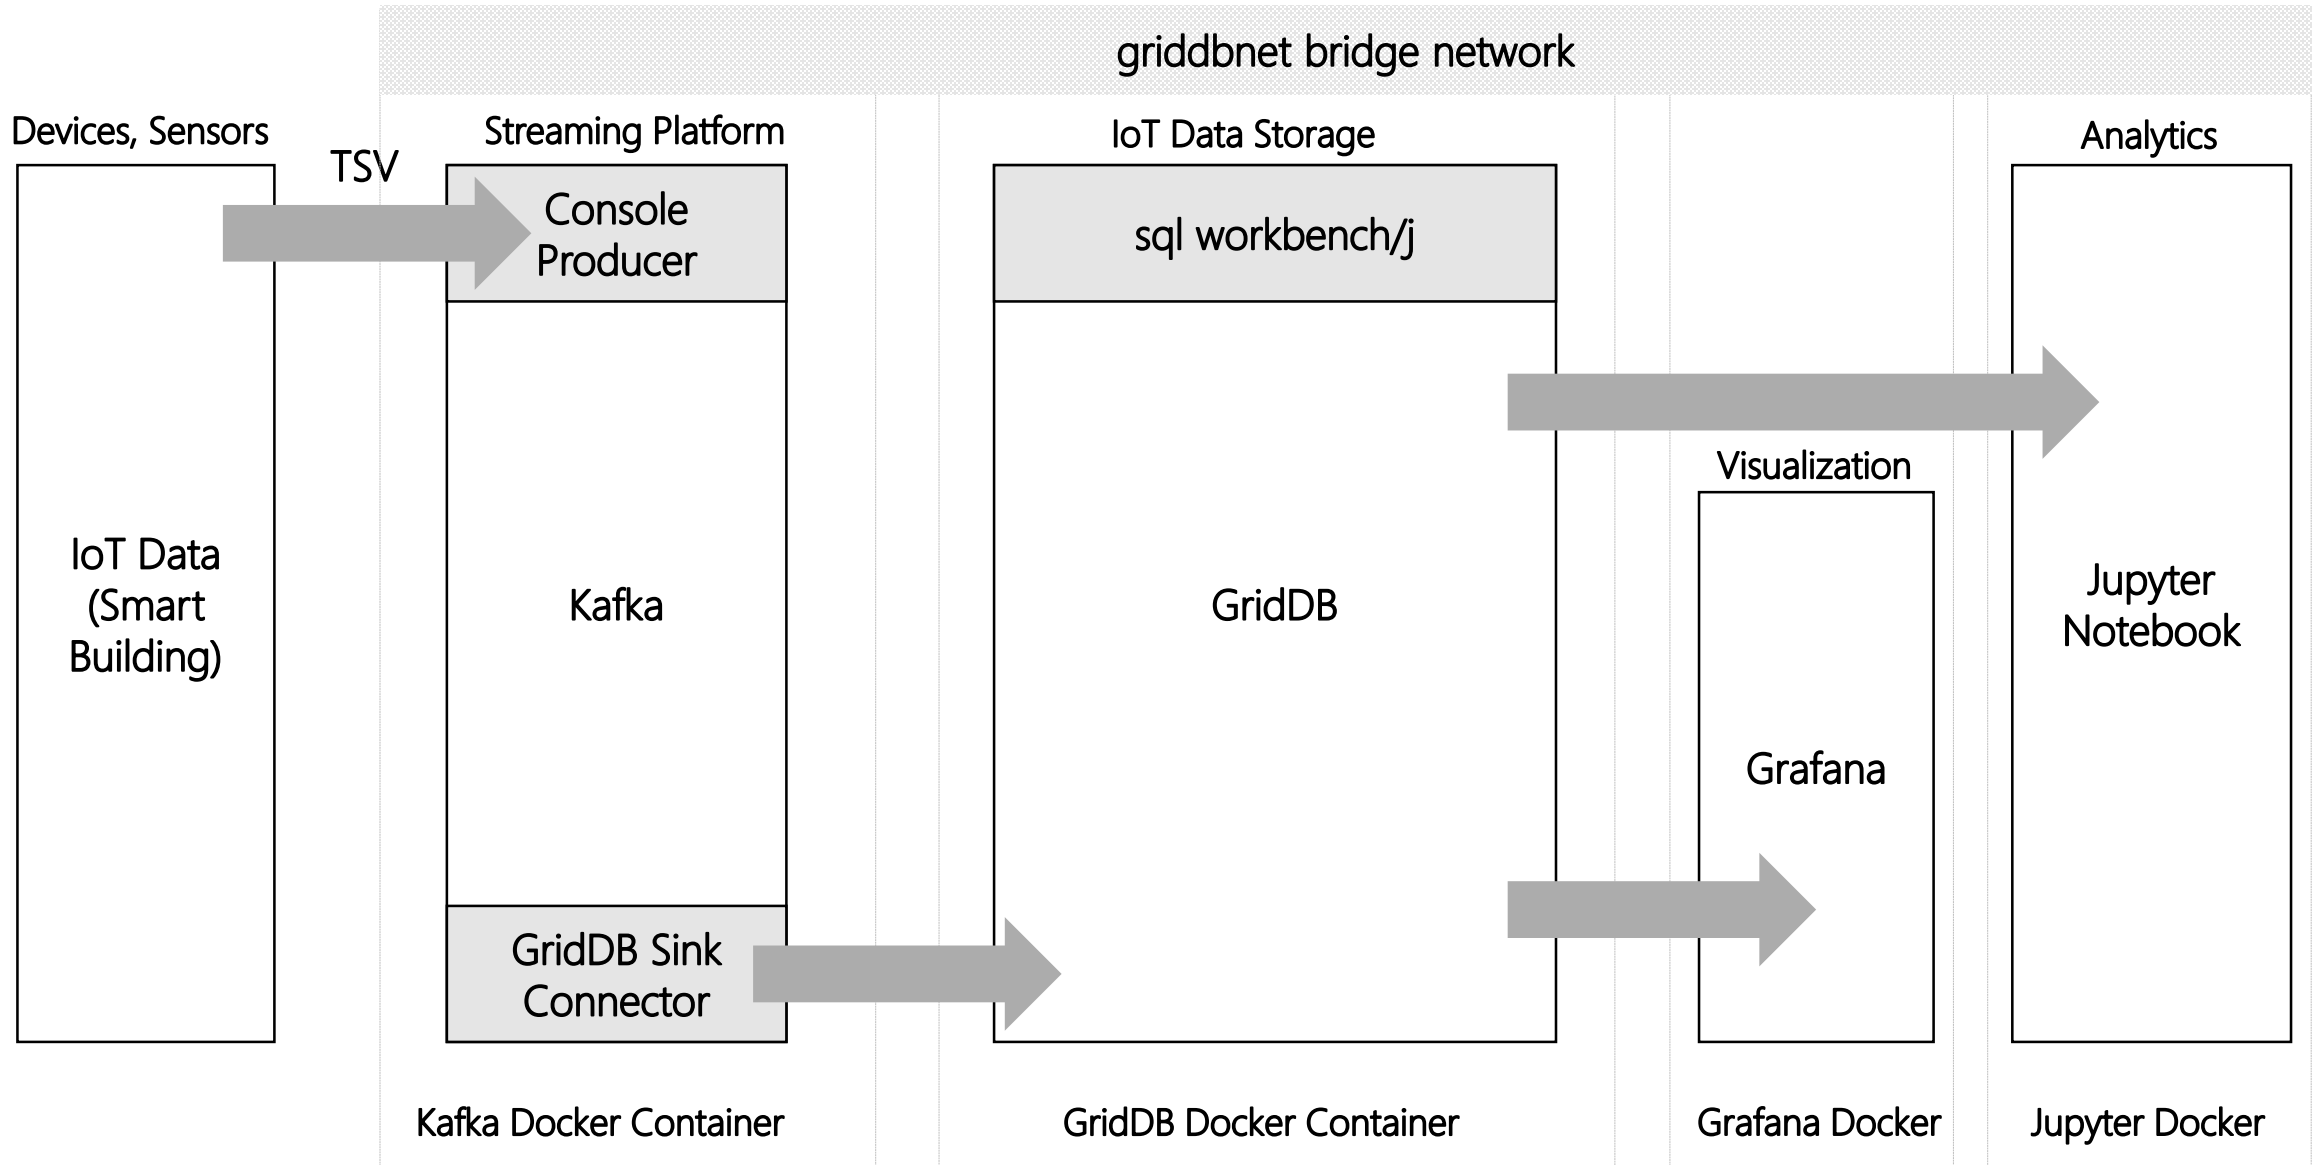 griddbnet bridge network
Devices, Sensors
TSV
Streaming Platform
IoT Data Storage
Analytics
Console
Producer
sql workbench/j
Visualization
IoT Data
(Smart
Building)
Kafka
GridDB
Jupyter
Notebook
Grafana
GridDB Sink
Connector
Kafka Docker Container
GridDB Docker Container
Grafana Docker
Jupyter Docker